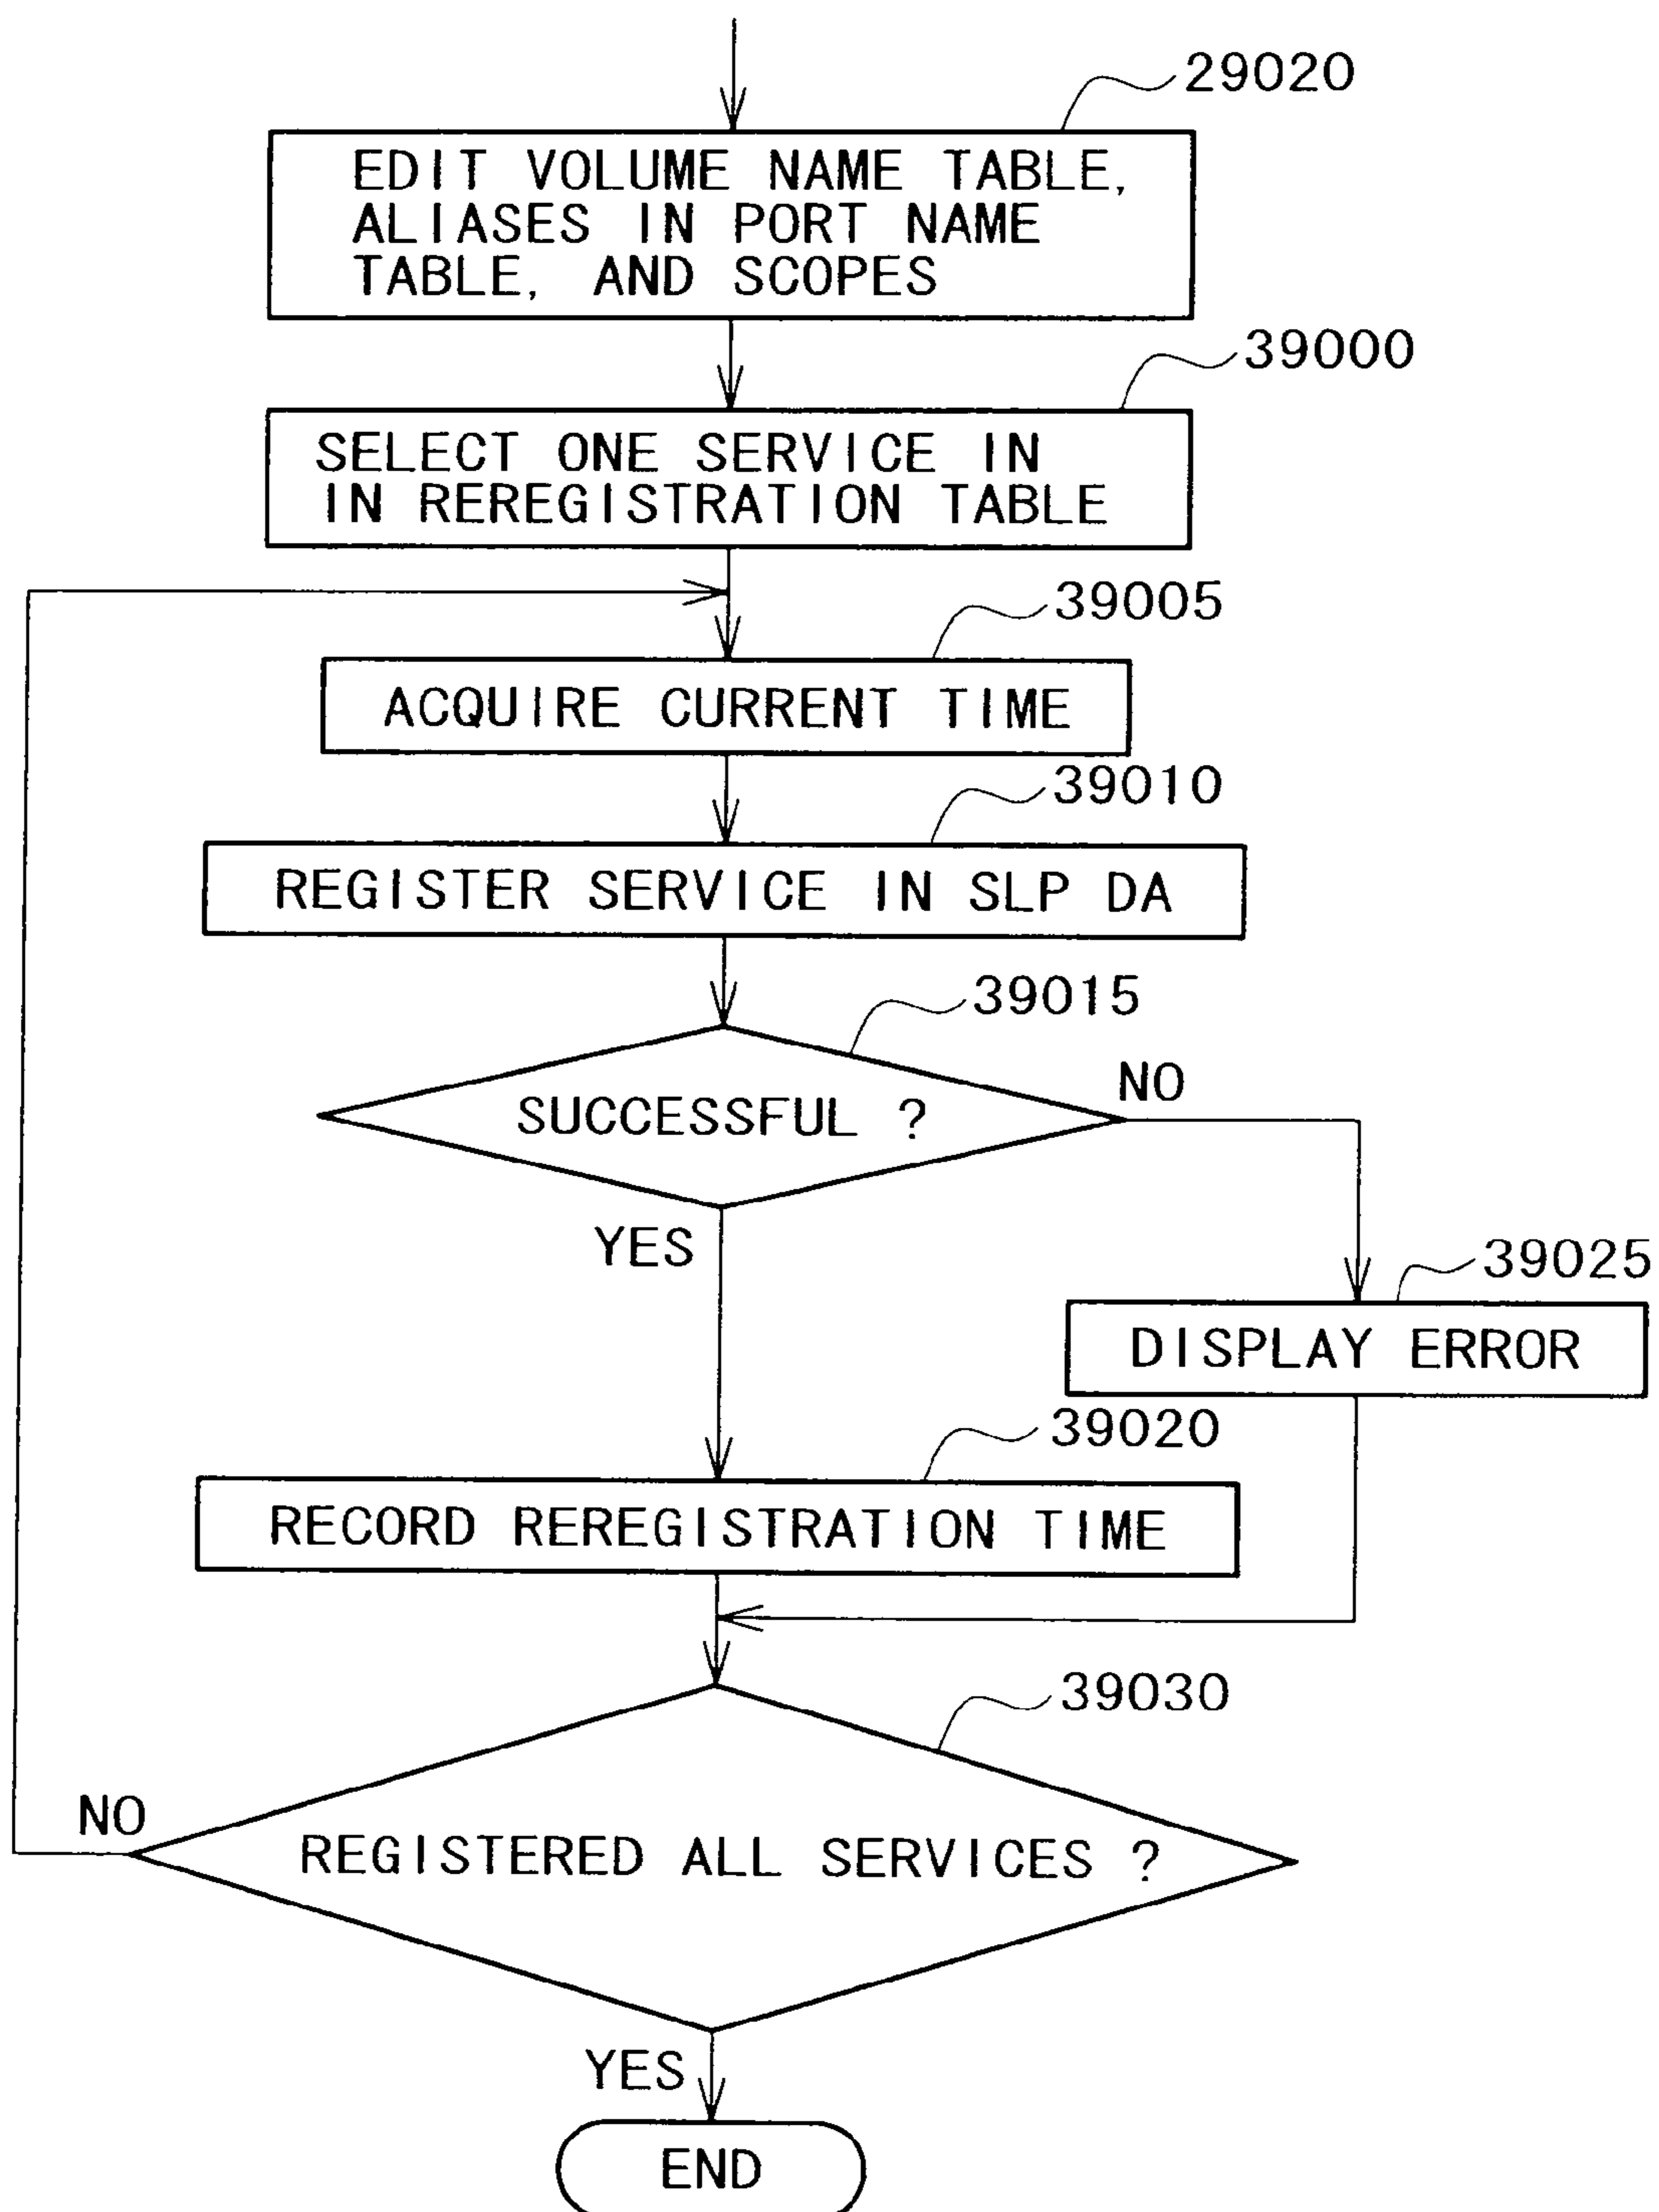 29020
EDIT VOLUME NAME TABLE,
ALIASES IN PORT NAME
TABLE, AND SCOPES
39000
SELECT ONE SERVICE IN
IN REREGISTRATION TABLE
39005
ACQUIRE CURRENT TIME
39010
REGISTER SERVICE IN SLP DA
39015
SUCCESSFUL ?
NO
YES
39025
DISPLAY ERROR
39020
RECORD REREGISTRATION TIME
39030
NO
REGISTERED ALL SERVICES ?
YES
END